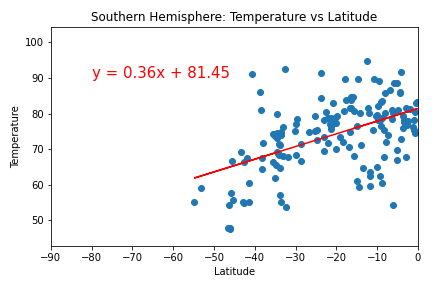 Southern Hemisphere: Temperature vs Latitude
100
90
80
70
60
50
Temperature
y = 0.36x + 81.45
−90 −80 −70 −60 −50 −40 −30 −20 −10 0
Latitude